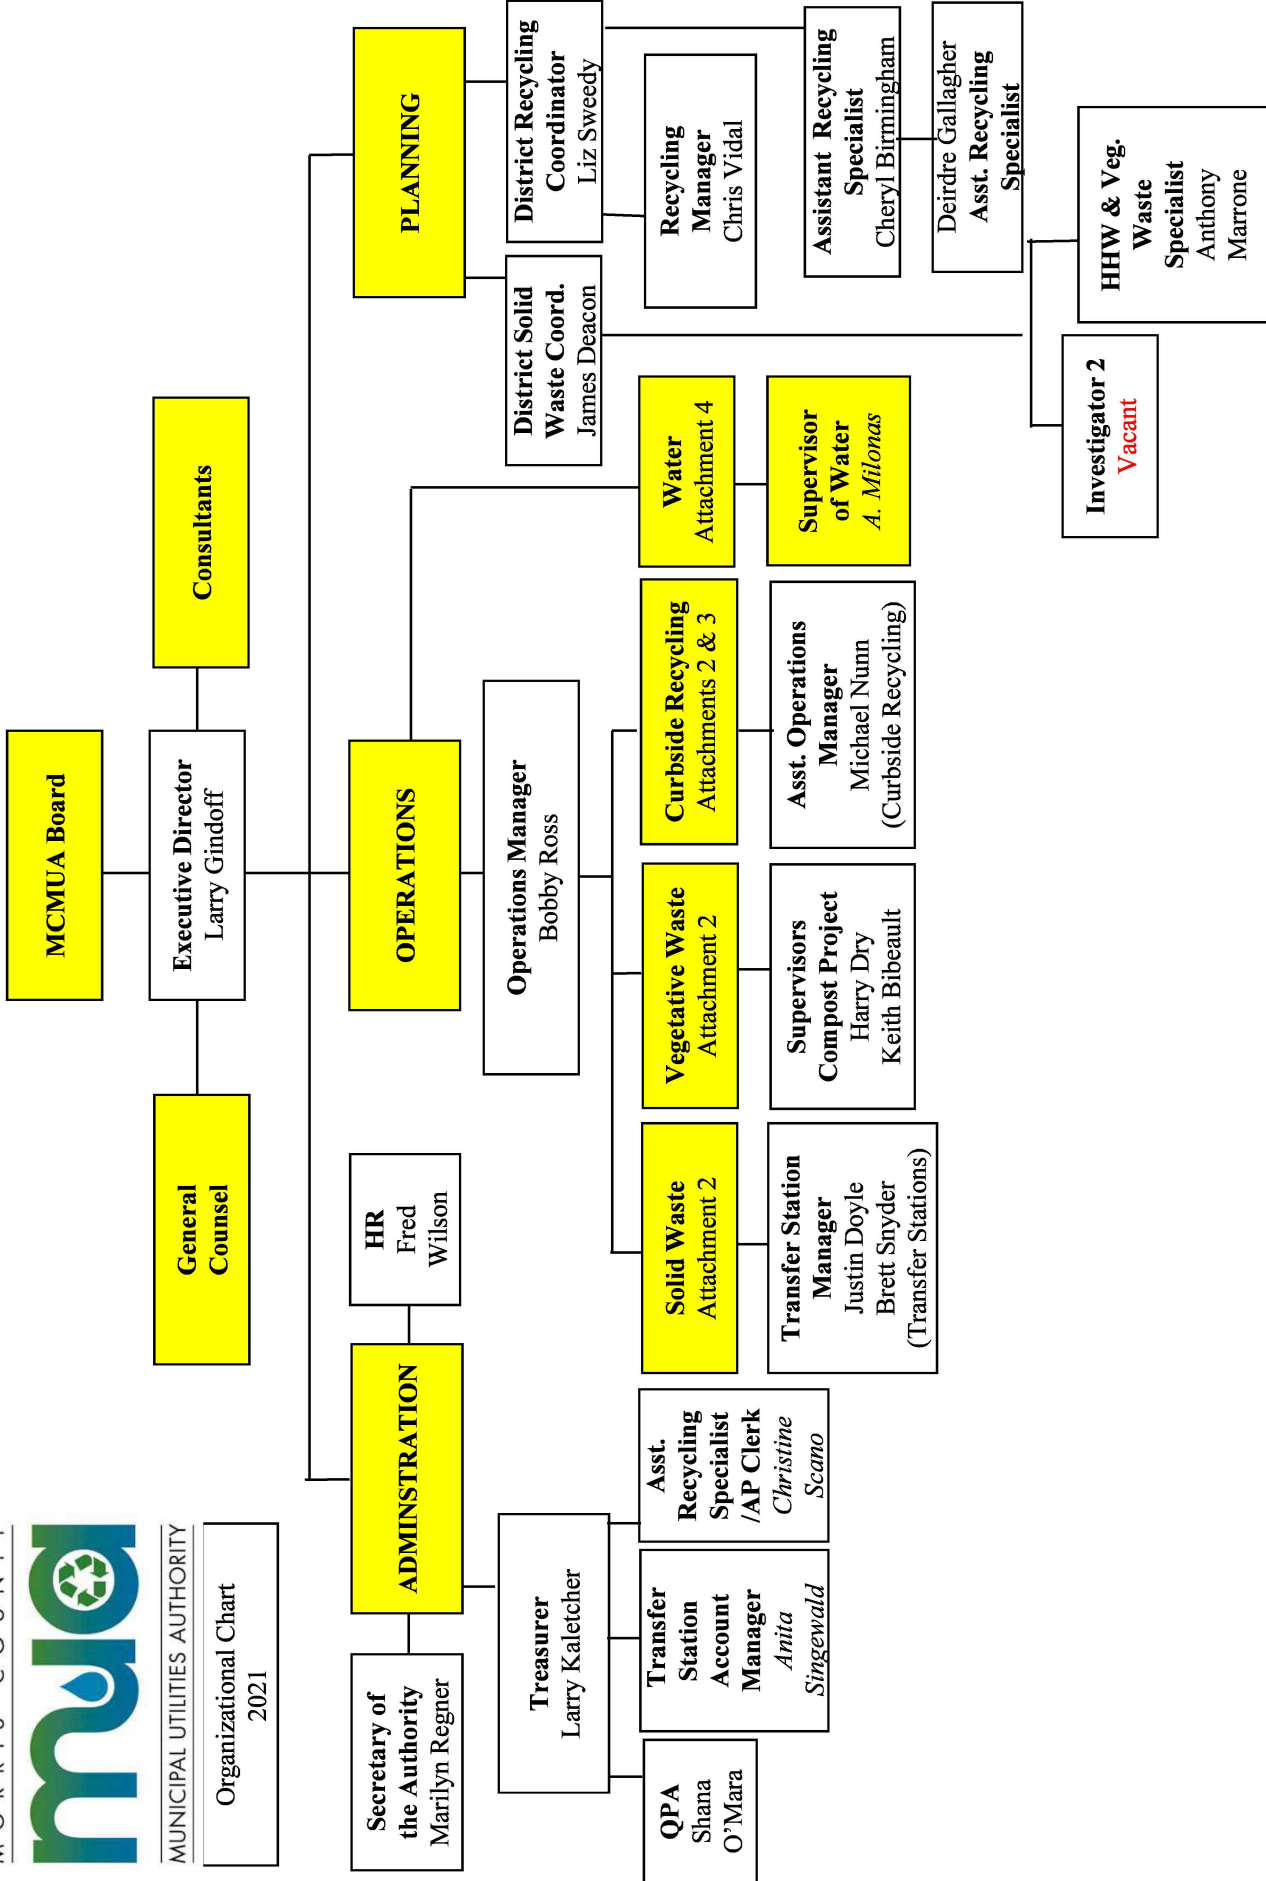 MORRIS COUNTY
mua
MUNICIPAL UTILITIES AUTHORITY
Organizational Chart
2021
MCMUA Board
General
Counsel
Executive Director
Larry Gindoff
Consultants
ADMINSTRATION
HR
Fred
Wilson
Secretary of
the Authority
Marilyn Regner
Treasurer
Larry Kaletcher
QPA
Shana
O’Mara
Transfer
Station
Account
Manager
Anita
Singewald
Asst.
Recycling
Specialist
/AP Clerk
Christine
Scano
OPERATIONS
Operations Manager
Bobby Ross
Solid Waste
Attachment 2
Transfer Station
Manager
Justin Doyle
Brett Snyder
(Transfer Stations)
Vegetative Waste
Attachment 2
Supervisors
Compost Project
Harry Dry
Keith Bibeault
Curbside Recycling
Attachments 2 & 3
Asst. Operations
Manager
Michael Nunn
(Curbside Recycling)
Water
Attachment 4
Supervisor
of Water
A. Milonas
PLANNING
District Solid
Waste Coord.
James Deacon
District Recycling
Coordinator
Liz Sweedy
Recycling
Manager
Chris Vidal
Assistant Recycling
Specialist
Cheryl Birmingham
Deirdre Gallagher
Asst. Recycling
Specialist
Investigator 2
Vacant
HHW & Veg.
Waste
Specialist
Anthony
Marrone